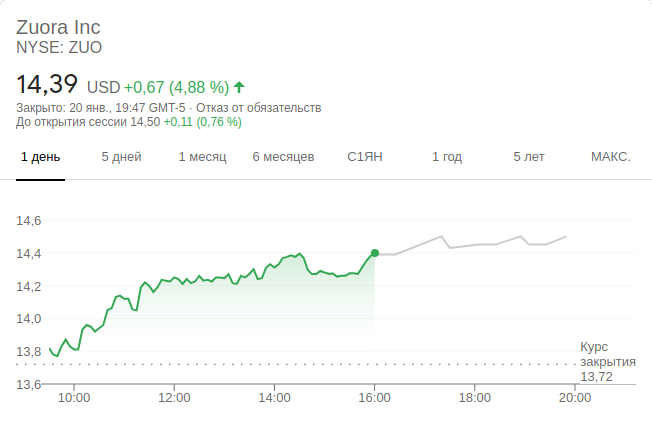 Zuora Inc
NYSE: ZUO
14,39 USD +0,67 (4,88 %)
Закрыто: 20 янв., 19:47 GMT-5 · Отказ от обязательств
До открытия сессии 14,50 +0,11 (0,76 %)
1 день 5 дней 1 месяц 6 месяцев С1ЯН 1 год 5 лет МАКС.
14,6
14,4
14,2
14,0
13,8
13,6
Курс
закрытия
13,72
10:00 12:00 14:00 16:00 18:00 20:00